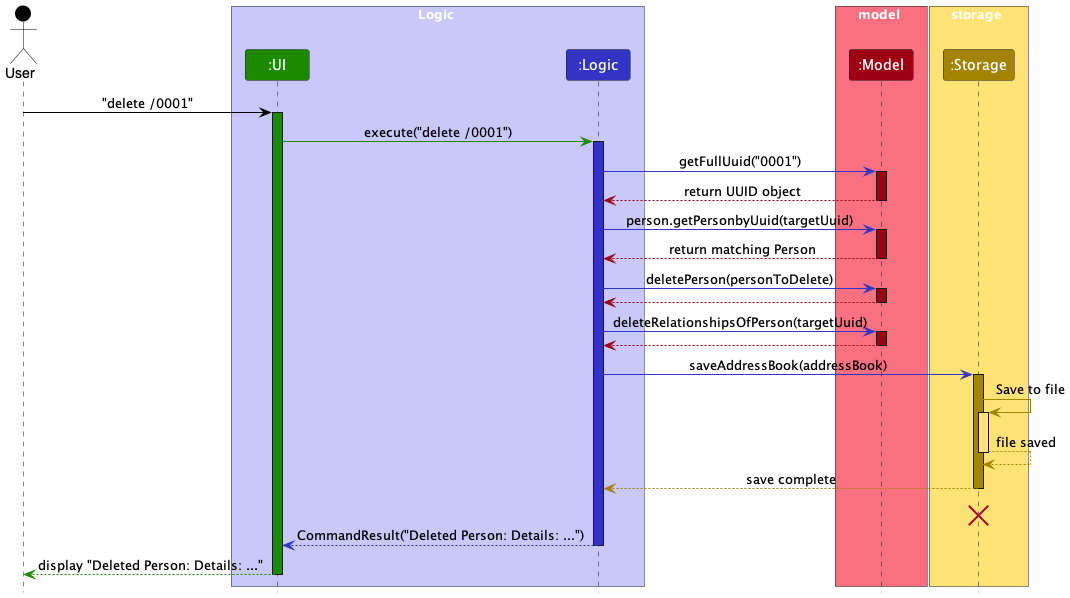 Logic
model
storage
:UI
:Logic
:Model
:Storage
User
"delete /0001"
execute("delete /0001")
getFullUuid("0001")
return UUID object
person.getPersonbyUuid(targetUuid)
return matching Person
deletePerson(personToDelete)
deleteRelationshipsOfPerson(targetUuid)
saveAddressBook(addressBook)
Save to file
file saved
save complete
CommandResult("Deleted Person: Details: ...")
display "Deleted Person: Details: ..."